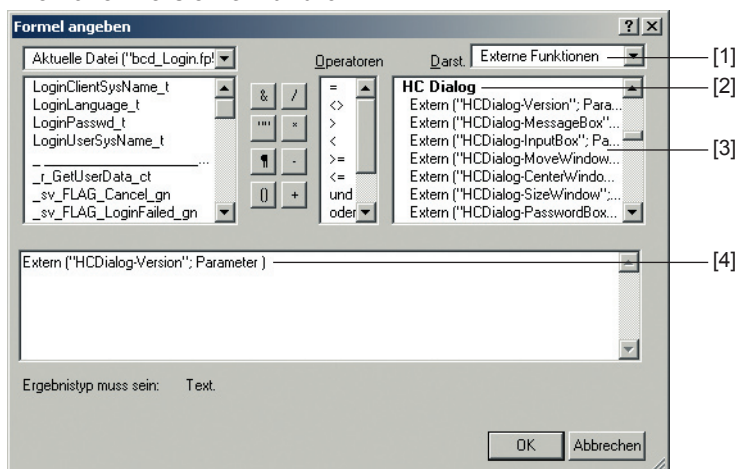 Formel angeben
Aktuelle Datei ("bcd_Login.fp!
Operatoren
Darst.
Externe Funktionen
[1]
LoginClientSysName_t
LoginLanguage_t
LoginPasswd_t
LoginUserSysName_t
_ ___________________...
_r_GetUserData_ct
_sv_FLAG_Cancel_gn
_sv_FLAG_LoginFailed_gn
& /
"" *
¶ -
() +
=
<>
>
<
>=
<=
und
oder
HC Dialog
[2]
Extern ("HCDialog-Version"; Para...
Extern ("HCDialog-MessageBox"...
Extern ("HCDialog-InputBox"; Pa...
[3]
Extern ("HCDialog-MoveWindow...
Extern ("HCDialog-CenterWindo...
Extern ("HCDialog-SizeWindow";...
Extern ("HCDialog-PasswordBox...
Extern ("HCDialog-Version"; Parameter )
[4]
Ergebnistyp muss sein: Text.
OK
Abbrechen